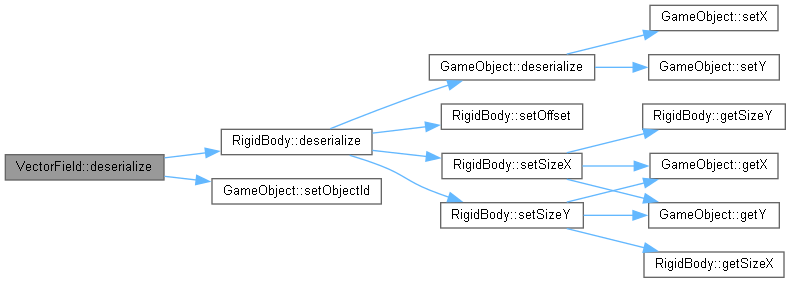 VectorField::deserialize
RigidBody::deserialize
GameObject::setObjectId
GameObject::deserialize
RigidBody::setOffset
RigidBody::setSizeX
RigidBody::setSizeY
GameObject::setX
GameObject::setY
RigidBody::getSizeY
GameObject::getX
GameObject::getY
RigidBody::getSizeX